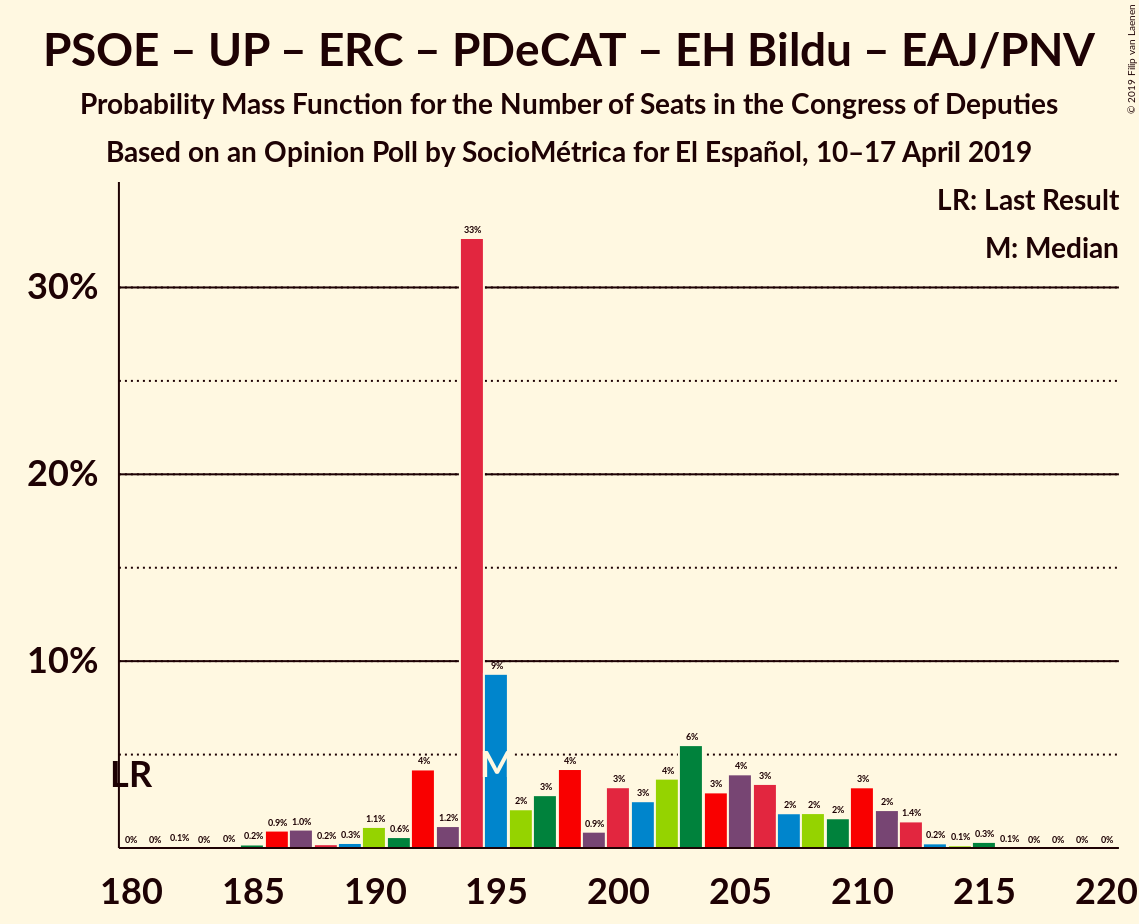 PSOE – UP – ERC – PDeCAT – EH Bildu – EAJ/PNV
Probability Mass Function for the Number of Seats in the Congress of Deputies
Based on an Opinion Poll by SocioMétrica for El Español, 10–17 April 2019
© 2019 Filip van Laenen
LR: Last Result
M: Median
30%
20%
10%
LR
M
0% 0% 0.1% 0% 0% 0.2% 0.9% 1.0% 0.2% 0.3% 1.1% 0.6% 4% 1.2% 33% 9% 2% 3% 4% 0.9% 3% 3% 4% 6% 3% 4% 3% 2% 2% 2% 3% 2% 1.4% 0.2% 0.1% 0.3% 0.1% 0% 0% 0% 0%
180 185 190 195 200 205 210 215 220